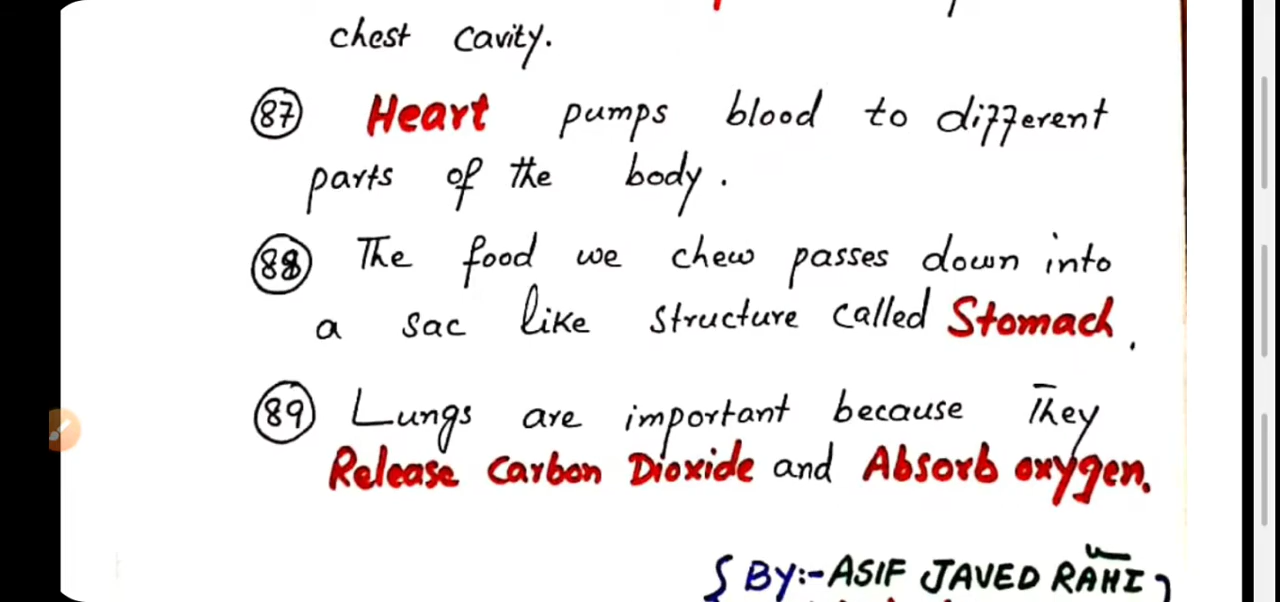 chest cavity.
87 Heart pumps blood to different
parts of the body.
88 The food we chew passes down into
a sac like structure called Stomach.
89 Lungs are important because They
Release Carbon Dioxide and Absorb oxygen.
{ BY:- ASIF JAVED RAHI }